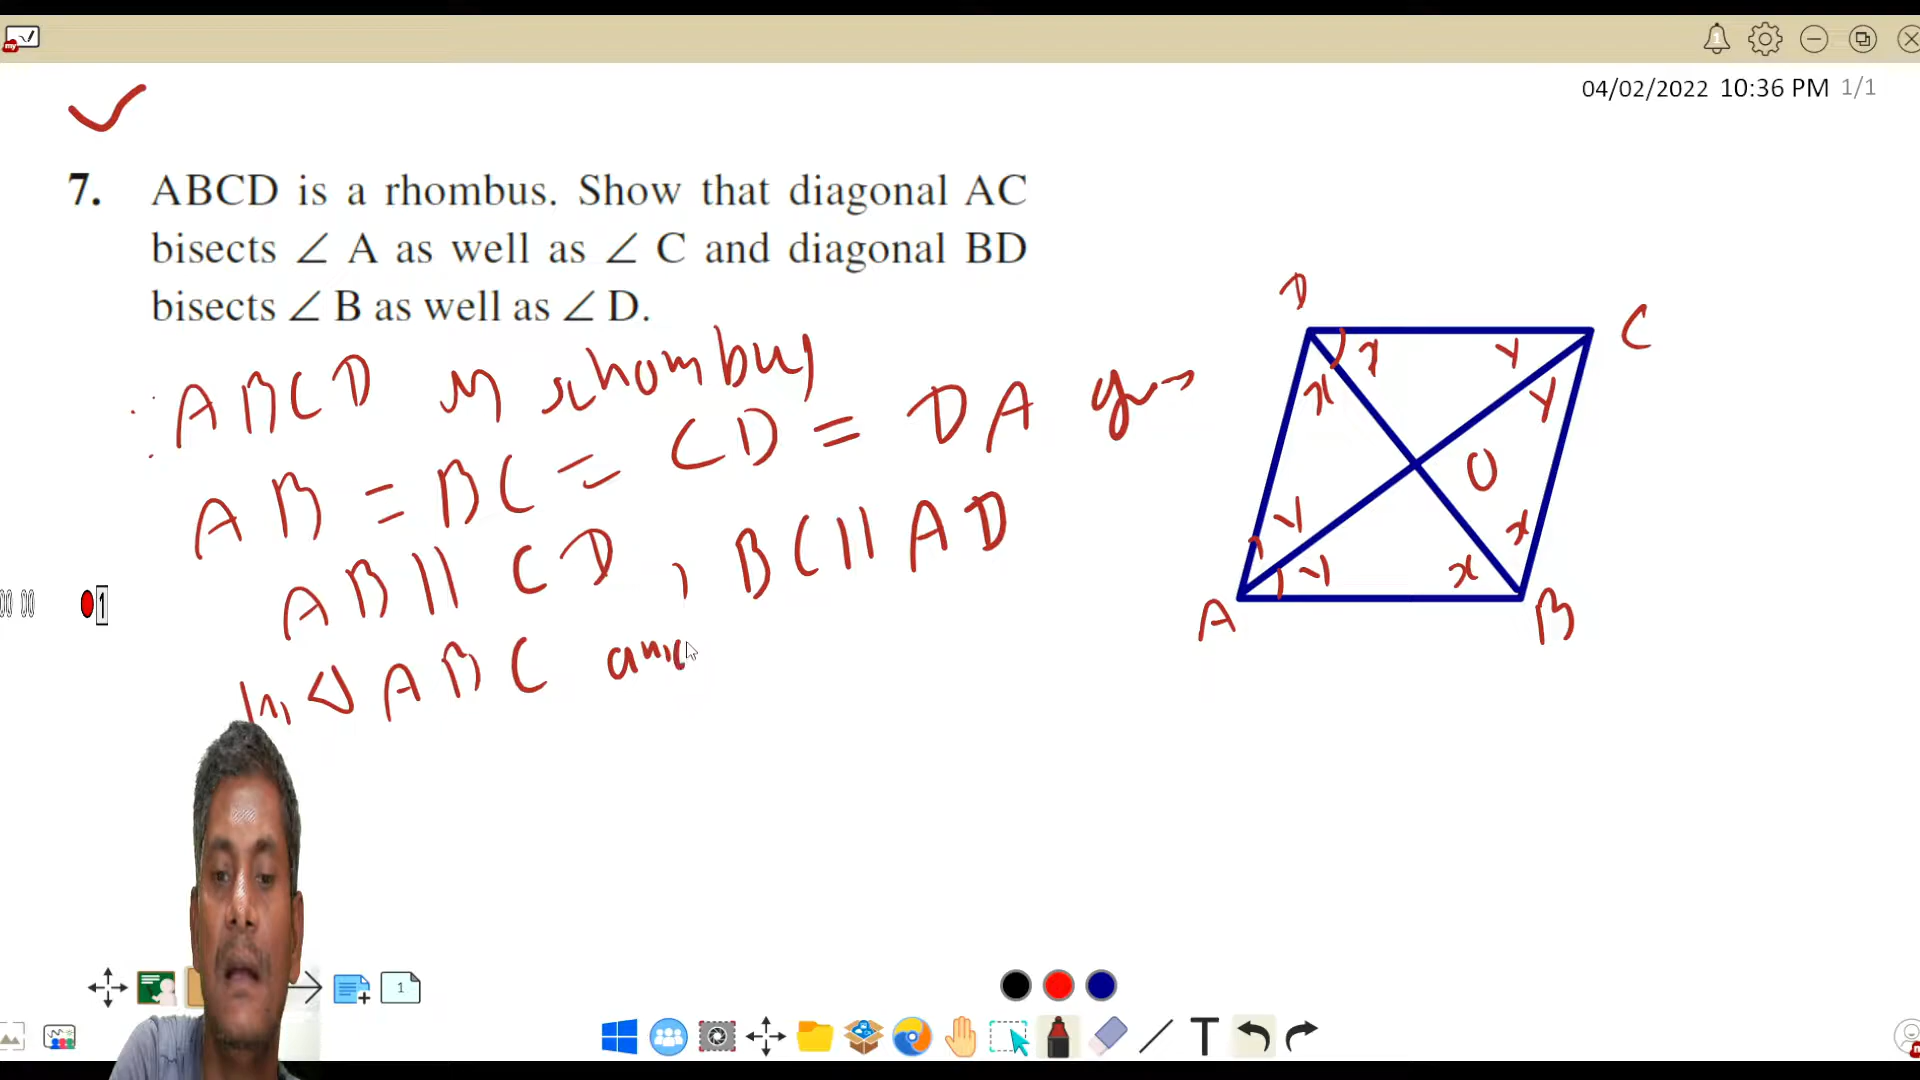 04/02/2022 10:36 PM 1/1
7. ABCD is a rhombus. Show that diagonal AC
bisects ∠ A as well as ∠ C and diagonal BD
bisects ∠ B as well as ∠ D.
∵ ABCD is rhombus
AB = BC = CD = DA
AB || CD , BC || AD
In △ ABC and
D
C
x
y
x
y
O
y
x
y
x
A
B
1
1
T